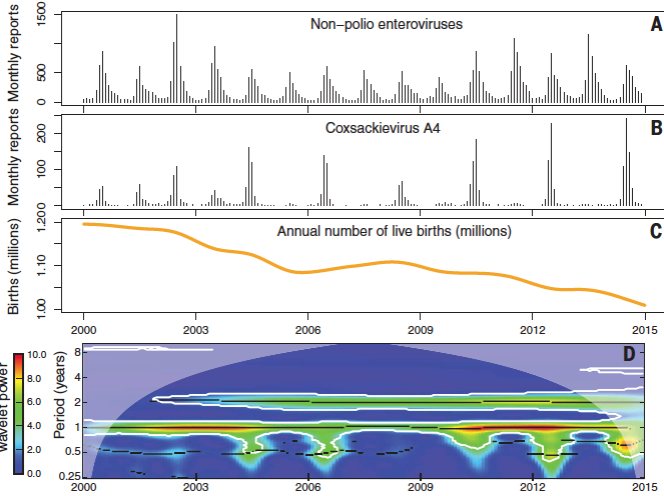 1500
500
0
Monthly reports
Non-polio enteroviruses
A
200
100
0.0
Monthly reports
Coxsackievirus A4
B
1.200
1.10
1.00
Births (millions)
Annual number of live births (millions)
C
2000 2003 2006 2009 2012 2015
10.0
8.0
6.0
4.0
2.0
0.0
wavelet power
Period (years)
8
4
2
1
0.5
0.25
D
2000 2003 2006 2009 2012 2015